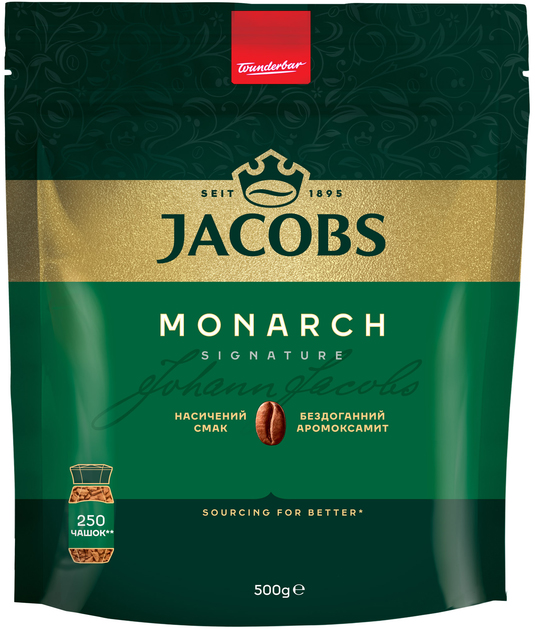 Wunderbar
SEIT 1895
JACOBS
MONARCH
SIGNATURE
Johann Jacobs
НАСИЧЕНИЙ
СМАК
БЕЗДОГАННИЙ
АРОМОКСАМИТ
SOURCING FOR BETTER*
250
ЧАШОК**
500g℮